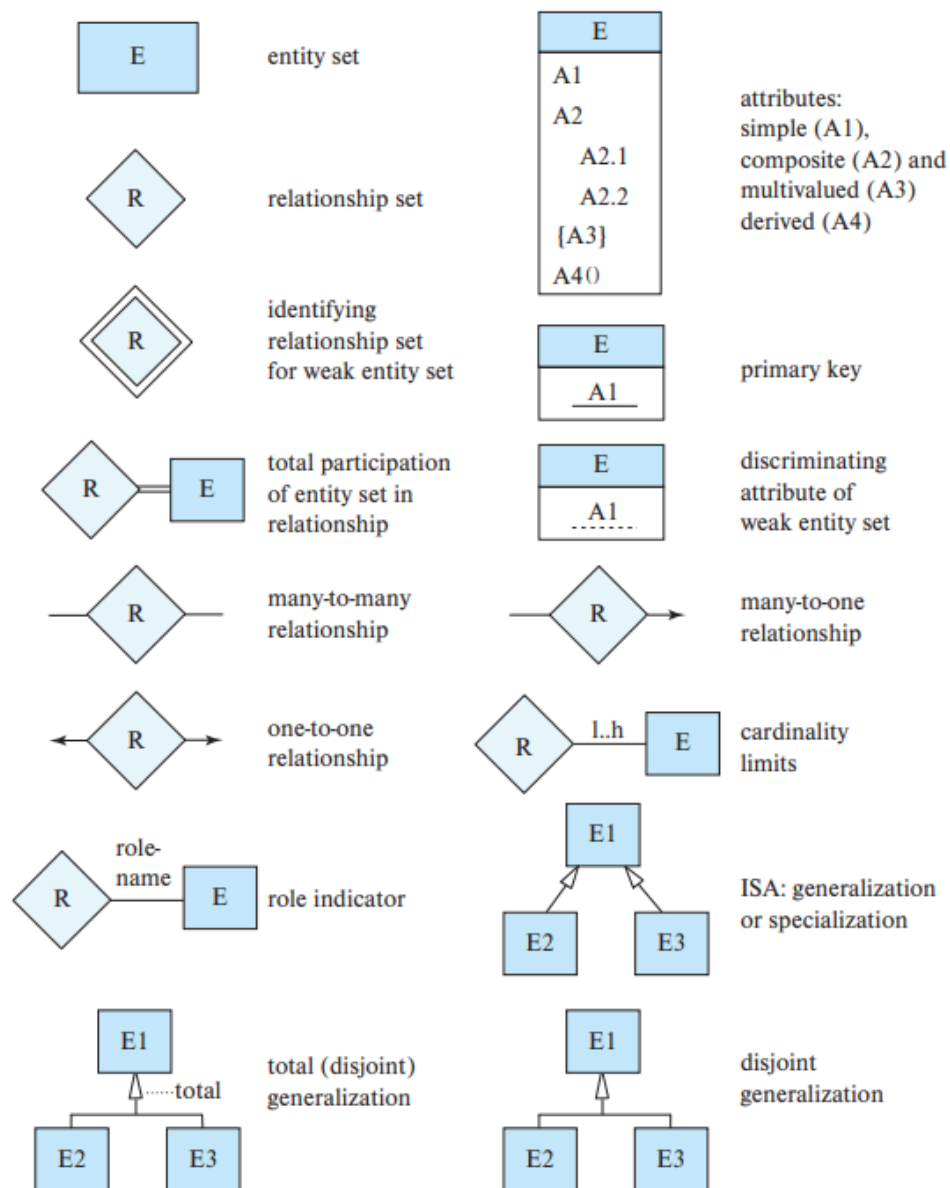 E
entity set
R
relationship set
R
identifying
relationship set
for weak entity set
R
E
total participation
of entity set in
relationship
R
many-to-many
relationship
R
one-to-one
relationship
R
role-
name
E
role indicator
E1
total
E2
E3
total (disjoint)
generalization
E
A1
A2
A2.1
A2.2
{A3}
A4()
attributes:
simple (A1),
composite (A2) and
multivalued (A3)
derived (A4)
E
A1
primary key
E
A1
discriminating
attribute of
weak entity set
R
many-to-one
relationship
R
l..h
E
cardinality
limits
E1
E2
E3
ISA: generalization
or specialization
E1
E2
E3
disjoint
generalization